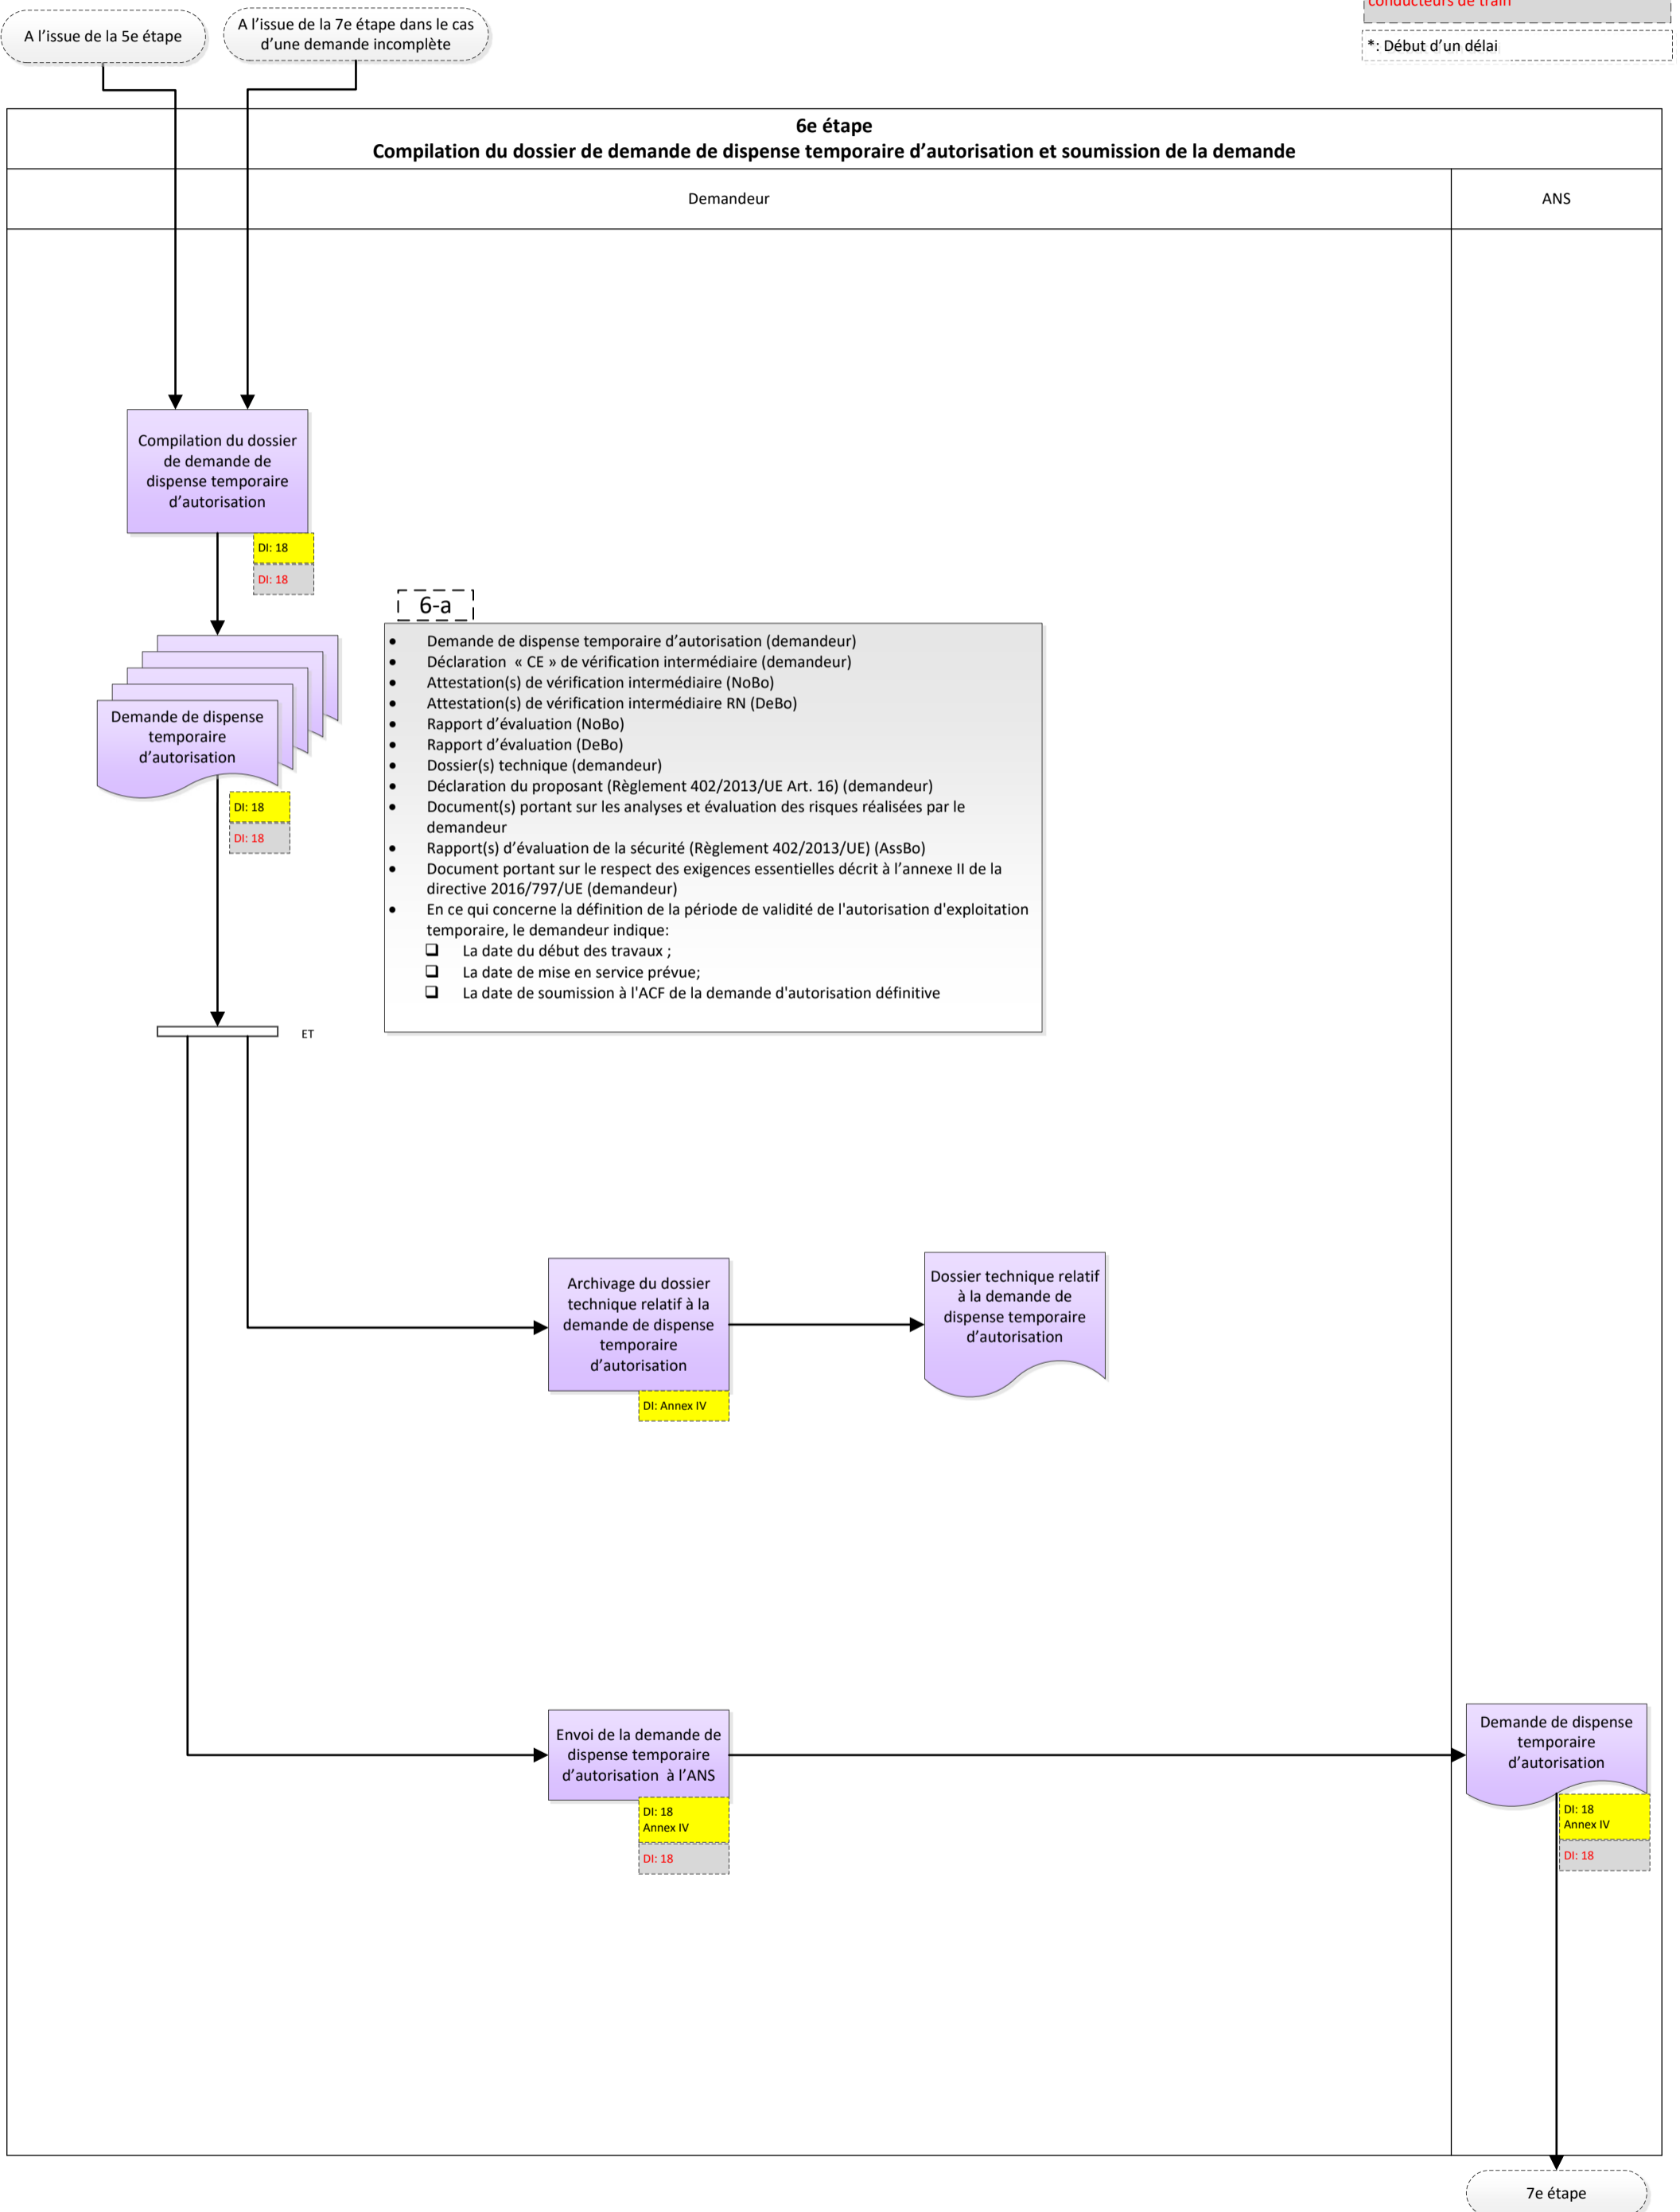 conducteurs de train
*: Début d’un délai
A l’issue de la 5e étape
A l’issue de la 7e étape dans le cas
d’une demande incomplète
6e étape
Compilation du dossier de demande de dispense temporaire d’autorisation et soumission de la demande
Demandeur
ANS
Compilation du dossier
de demande de
dispense temporaire
d’autorisation
DI: 18
DI: 18
Demande de dispense
temporaire
d’autorisation
DI: 18
DI: 18
6-a
• Demande de dispense temporaire d’autorisation (demandeur)
• Déclaration « CE » de vérification intermédiaire (demandeur)
• Attestation(s) de vérification intermédiaire (NoBo)
• Attestation(s) de vérification intermédiaire RN (DeBo)
• Rapport d’évaluation (NoBo)
• Rapport d’évaluation (DeBo)
• Dossier(s) technique (demandeur)
• Déclaration du proposant (Règlement 402/2013/UE Art. 16) (demandeur)
• Document(s) portant sur les analyses et évaluation des risques réalisées par le
demandeur
• Rapport(s) d’évaluation de la sécurité (Règlement 402/2013/UE) (AssBo)
• Document portant sur le respect des exigences essentielles décrit à l’annexe II de la
directive 2016/797/UE (demandeur)
• En ce qui concerne la définition de la période de validité de l'autorisation d'exploitation
temporaire, le demandeur indique:
❑ La date du début des travaux ;
❑ La date de mise en service prévue;
❑ La date de soumission à l'ACF de la demande d'autorisation définitive
ET
Archivage du dossier
technique relatif à la
demande de dispense
temporaire
d’autorisation
DI: Annex IV
Dossier technique relatif
à la demande de
dispense temporaire
d’autorisation
Envoi de la demande de
dispense temporaire
d’autorisation à l’ANS
DI: 18
Annex IV
DI: 18
Demande de dispense
temporaire
d’autorisation
DI: 18
Annex IV
DI: 18
7e étape